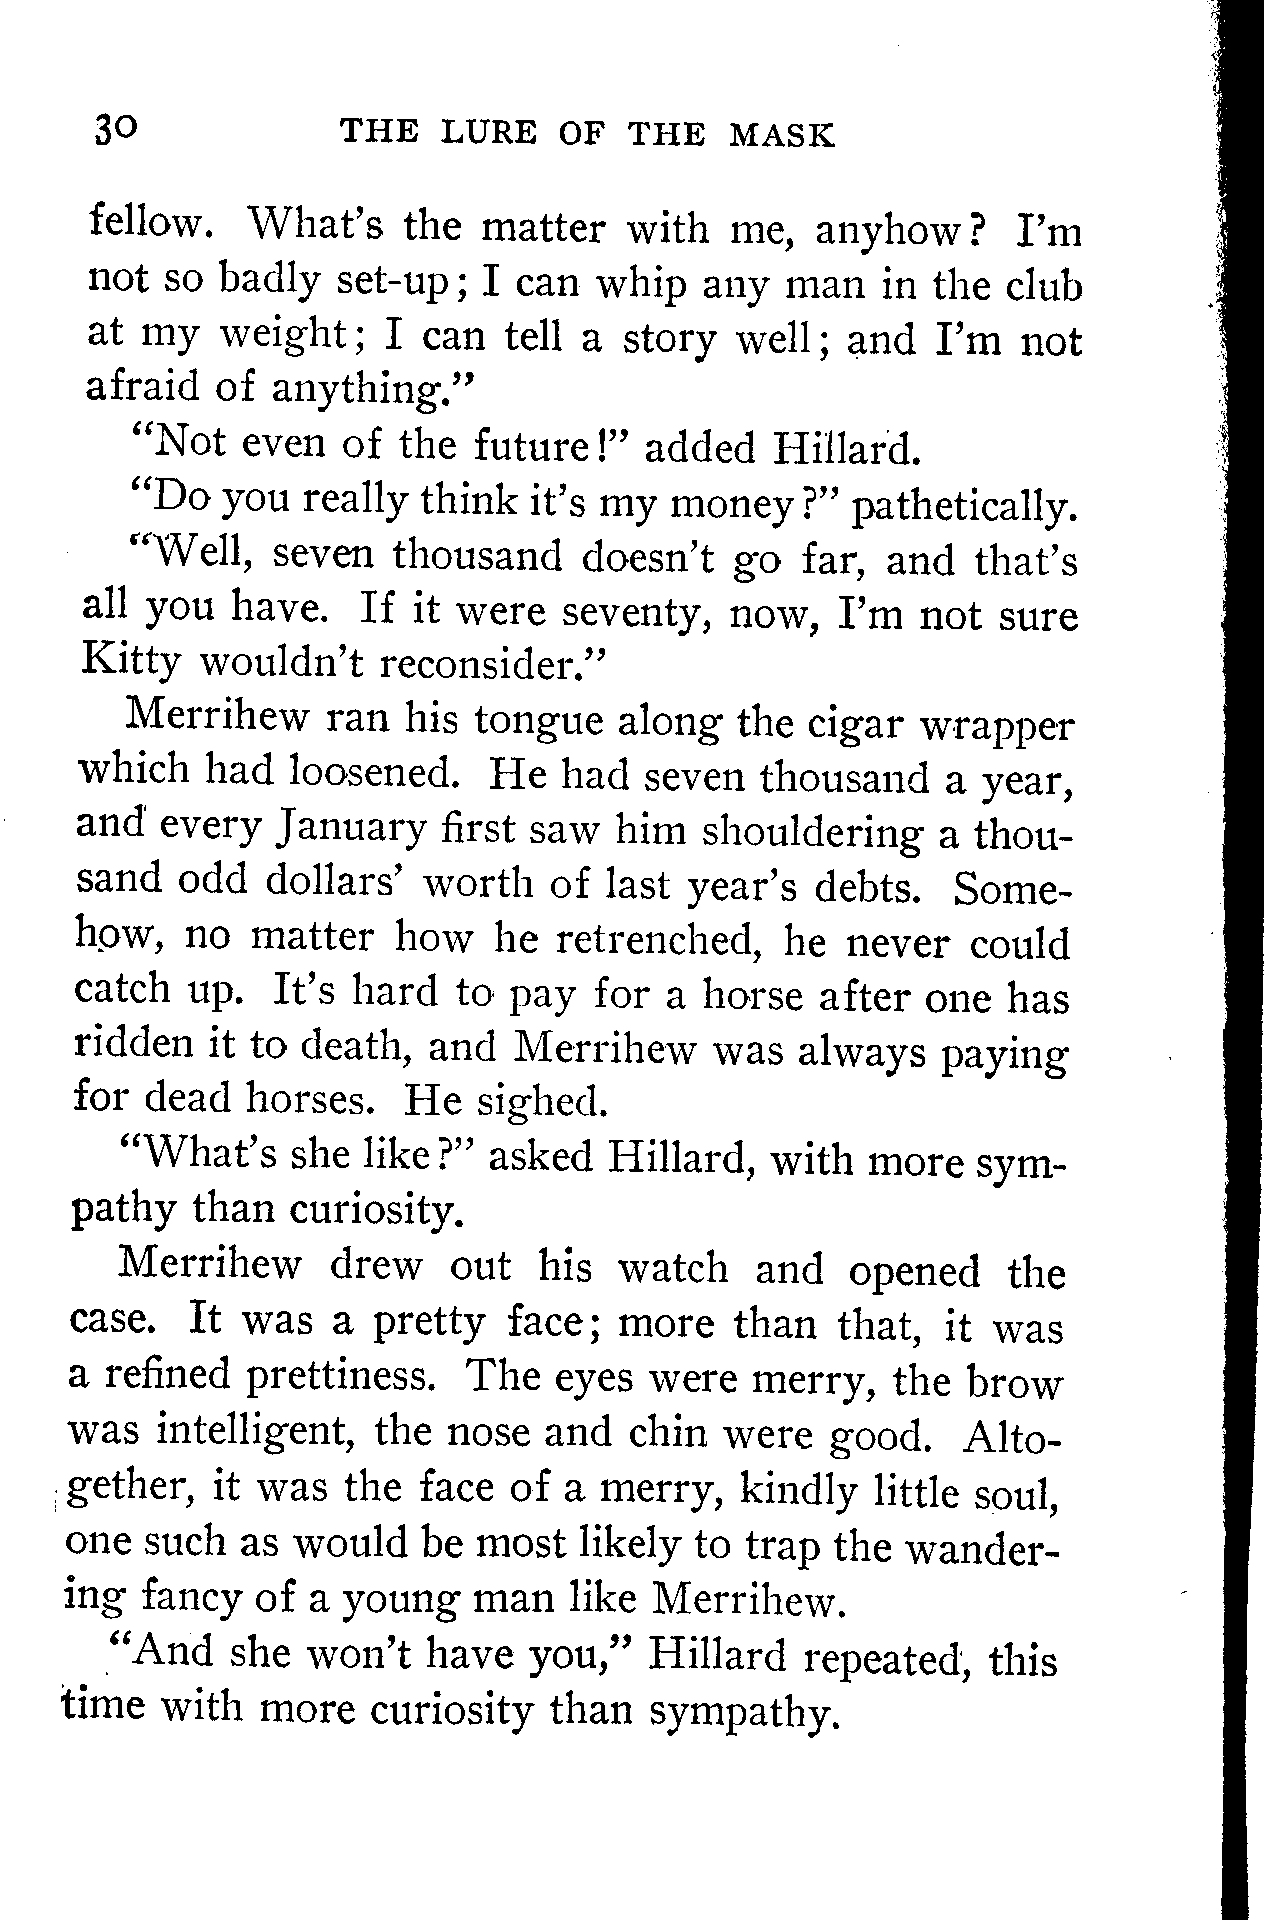 30 THE LURE OF THE MASK
fellow. What's the matter with me, anyhow? I'm
not so badly set-up; I can whip any man in the club
at my weight; I can tell a story well; and I'm not
afraid of anything."
"Not even of the future!" added Hillard.
"Do you really think it's my money?" pathetically.
"Well, seven thousand doesn't go far, and that's
all you have. If it were seventy, now, I'm not sure
Kitty wouldn't reconsider."
Merrihew ran his tongue along the cigar wrapper
which had loosened. He had seven thousand a year,
and every January first saw him shouldering a thou-
sand odd dollars' worth of last year's debts. Some-
how, no matter how he retrenched, he never could
catch up. It's hard to pay for a horse after one has
ridden it to death, and Merrihew was always paying
for dead horses. He sighed.
"What's she like?" asked Hillard, with more sym-
pathy than curiosity.
Merrihew drew out his watch and opened the
case. It was a pretty face; more than that, it was
a refined prettiness. The eyes were merry, the brow
was intelligent, the nose and chin were good. Alto-
gether, it was the face of a merry, kindly little soul,
one such as would be most likely to trap the wander-
ing fancy of a young man like Merrihew.
"And she won't have you," Hillard repeated, this
time with more curiosity than sympathy.